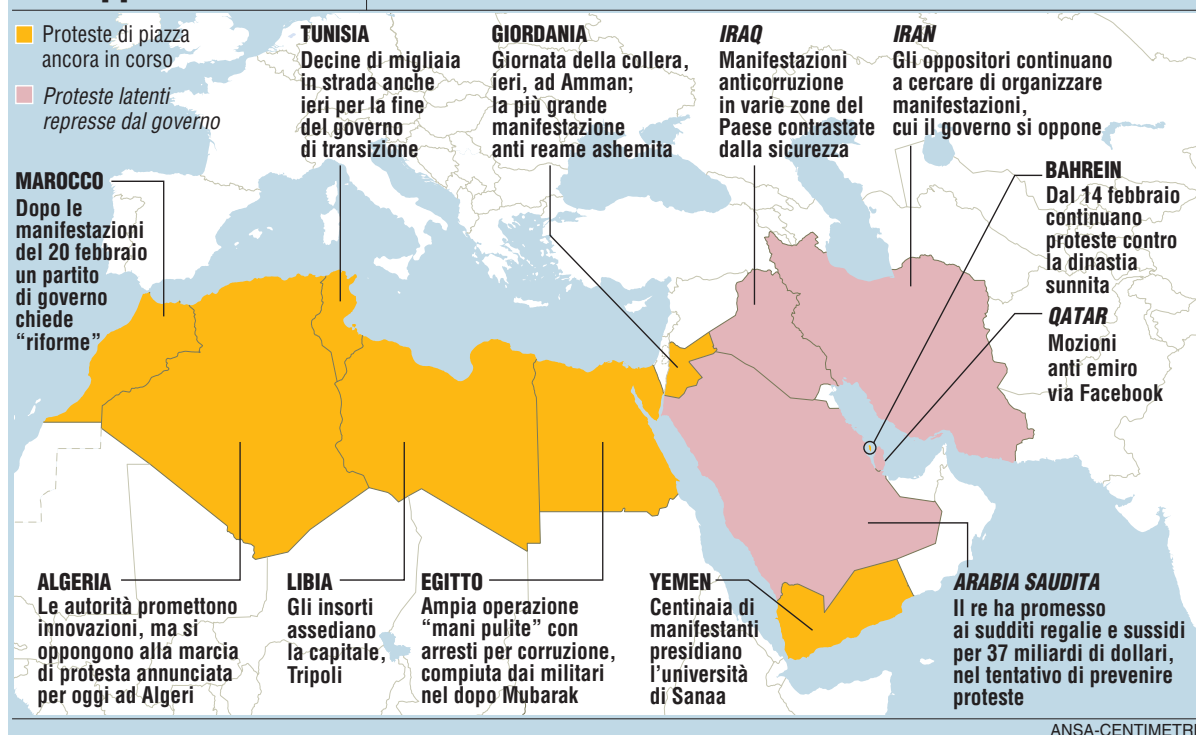 Proteste di piazza
ancora in corso
Proteste latenti
represse dal governo
TUNISIA
Decine di migliaia
in strada anche
ieri per la fine
del governo
di transizione
GIORDANIA
Giornata della collera,
ieri, ad Amman;
la più grande
manifestazione
anti reame ashemita
IRAQ
Manifestazioni
anticorruzione
in varie zone del
Paese contrastate
dalla sicurezza
IRAN
Gli oppositori continuano
a cercare di organizzare
manifestazioni,
cui il governo si oppone
MAROCCO
Dopo le
manifestazioni
del 20 febbraio
un partito
di governo
chiede
“riforme”
BAHREIN
Dal 14 febbraio
continuano
proteste contro
la dinastia
sunnita
QATAR
Mozioni
anti emiro
via Facebook
ALGERIA
Le autorità promettono
innovazioni, ma si
oppongono alla marcia
di protesta annunciata
per oggi ad Algeri
LIBIA
Gli insorti
assediano
la capitale,
Tripoli
EGITTO
Ampia operazione
“mani pulite” con
arresti per corruzione,
compiuta dai militari
nel dopo Mubarak
YEMEN
Centinaia di
manifestanti
presidiano
l’università
di Sanaa
ARABIA SAUDITA
Il re ha promesso
ai sudditi regalie e sussidi
per 37 miliardi di dollari,
nel tentativo di prevenire
proteste
ANSA-CENTIMETRI